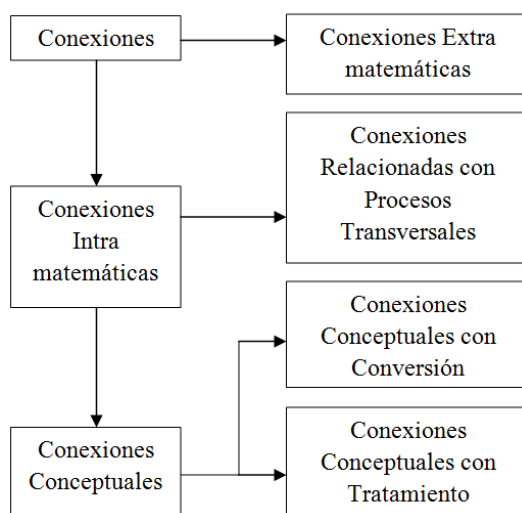 Conexiones
Conexiones Extra
matemáticas
Conexiones
Relacionadas con
Procesos
Transversales
Conexiones
Intra
matemáticas
Conexiones
Conceptuales con
Conversión
Conexiones
Conceptuales
Conexiones
Conceptuales con
Tratamiento